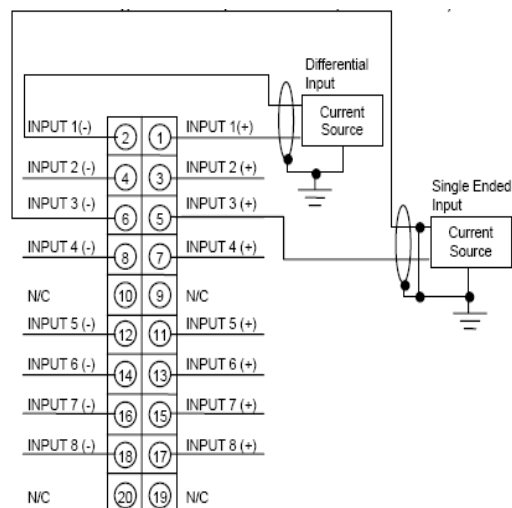 Differential
Input
Current
Source
INPUT 1(-) 2 1 INPUT 1(+)
INPUT 2 (-) 4 3 INPUT 2 (+)
INPUT 3 (-) 6 5 INPUT 3 (+)
Single Ended
Input
Current
Source
INPUT 4 (-) 8 7 INPUT 4 (+)
N/C 10 9 N/C
INPUT 5 (-) 12 11 INPUT 5 (+)
INPUT 6 (-) 14 13 INPUT 6 (+)
INPUT 7 (-) 16 15 INPUT 7 (+)
INPUT 8 (-) 18 17 INPUT 8 (+)
N/C 20 19 N/C